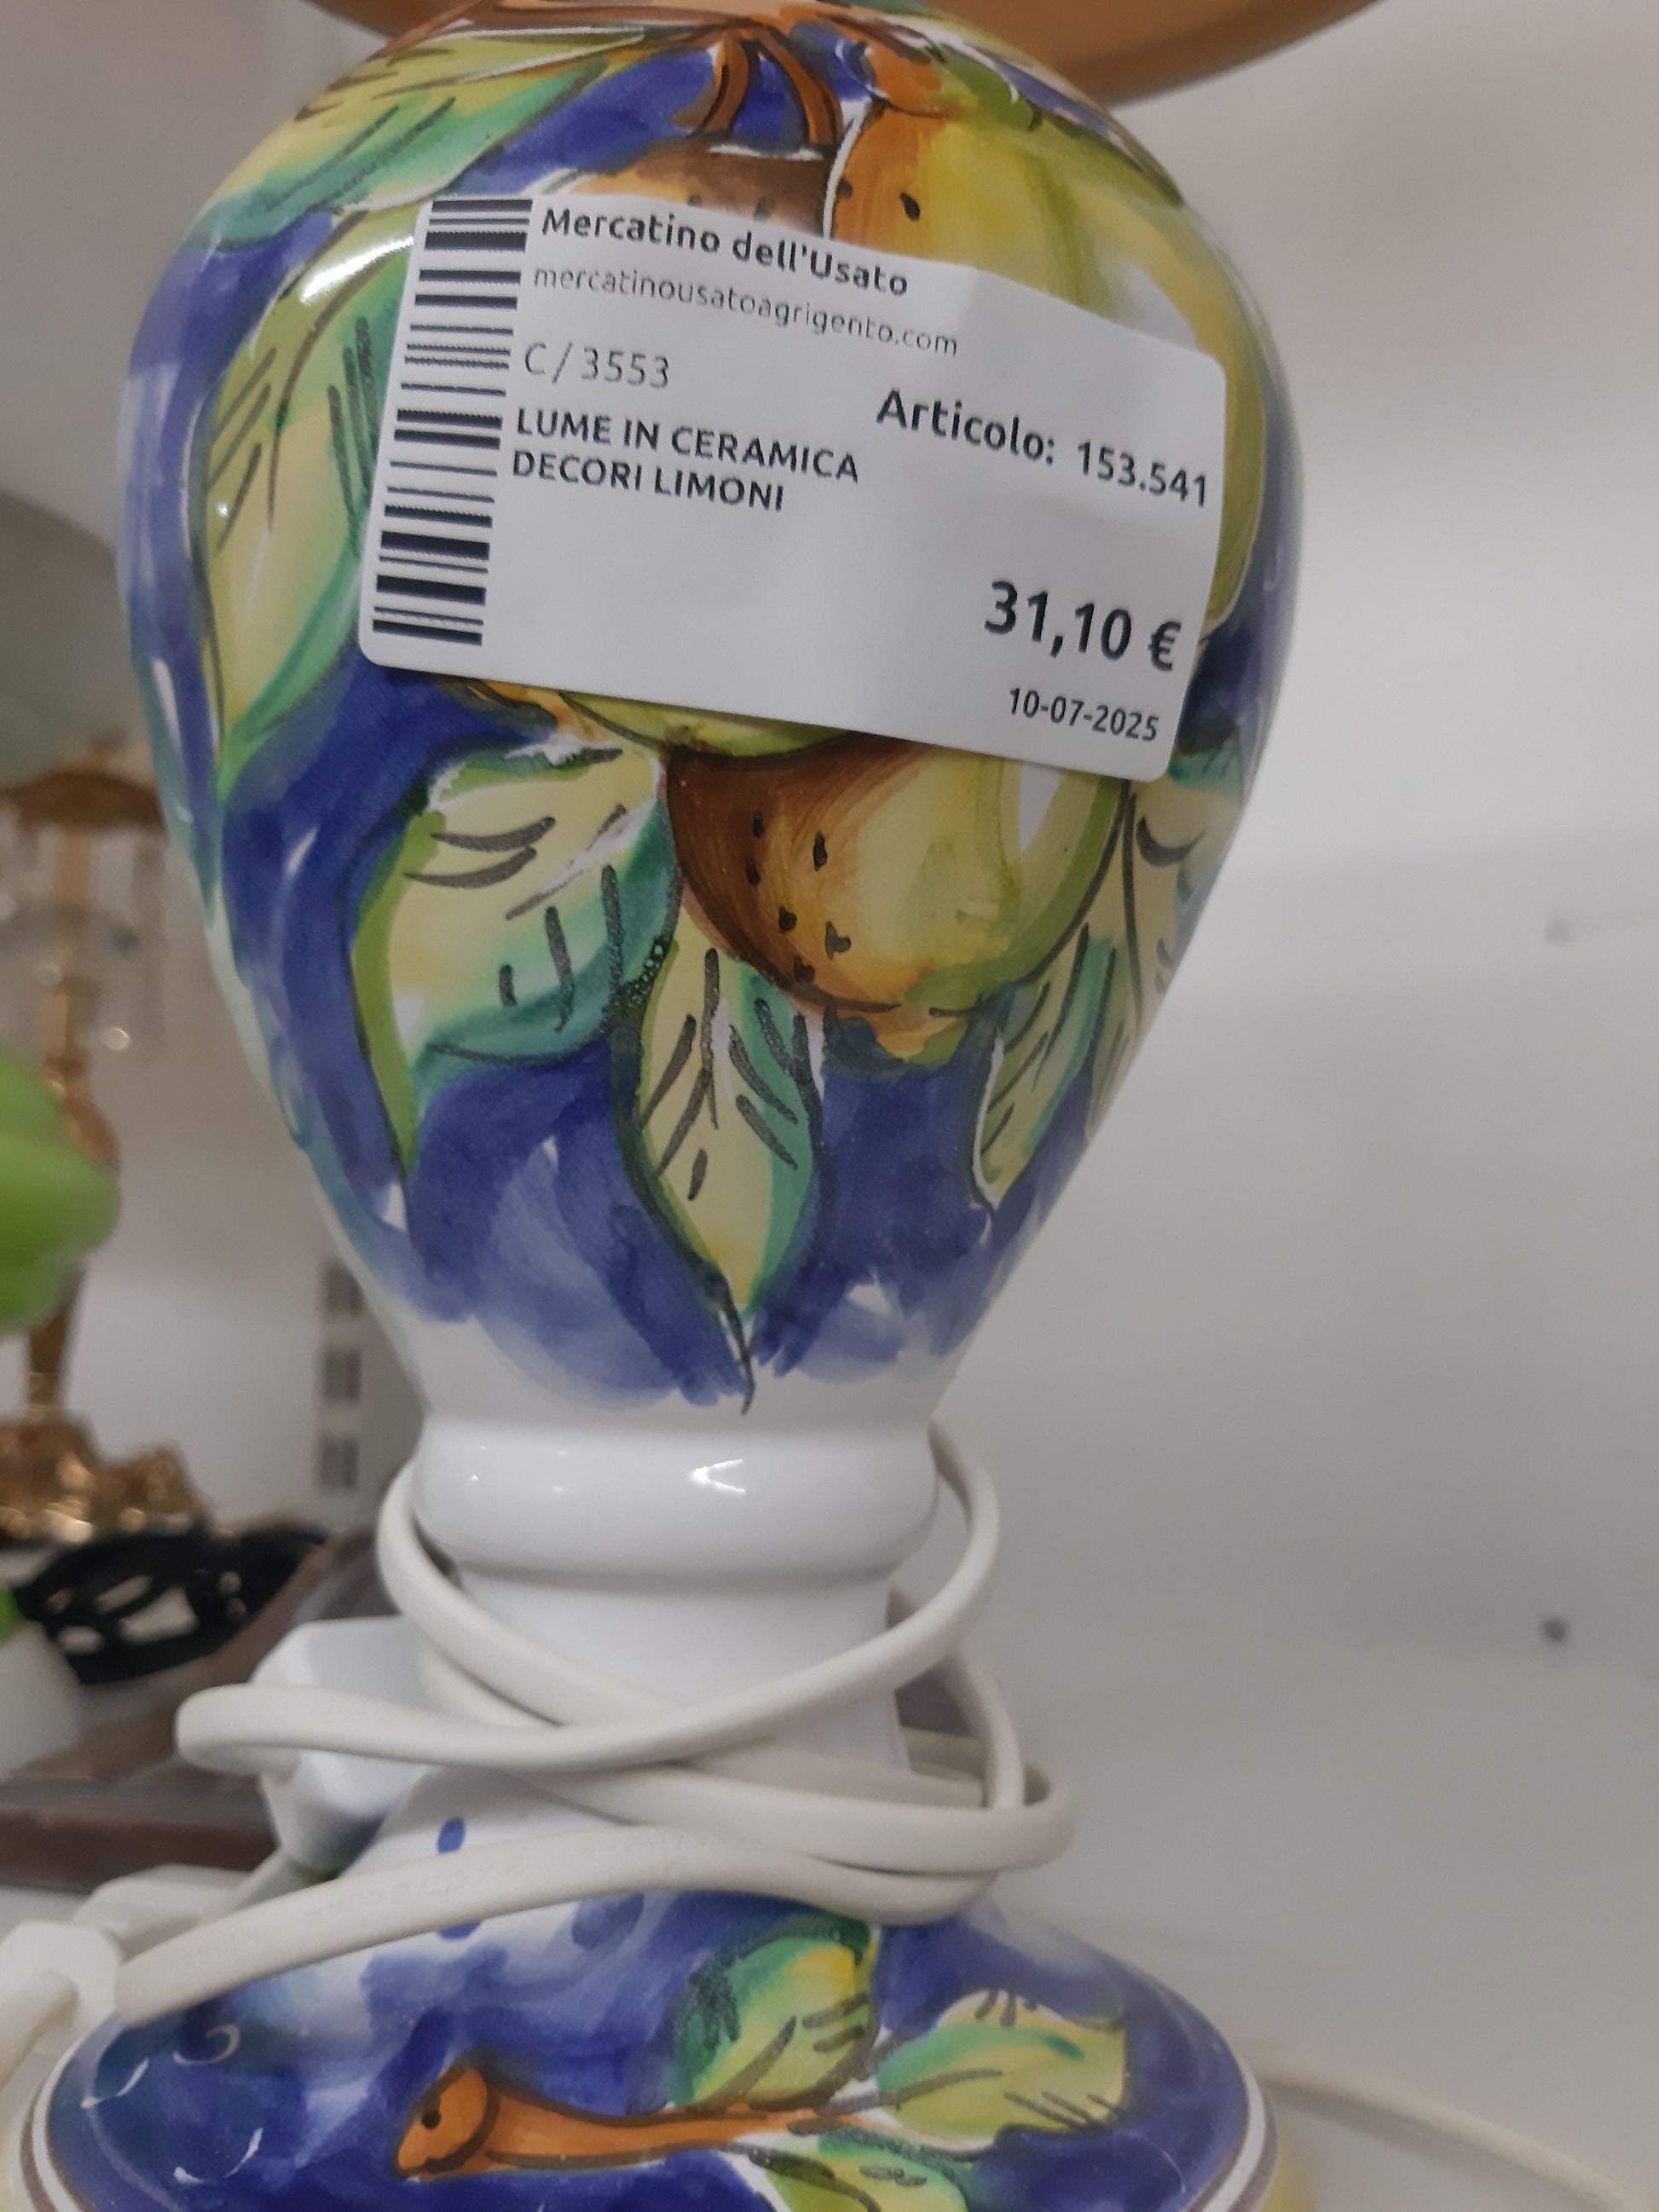 Mercatino dell'Usato
mercatinousatoagrigento.com
C/3553
Articolo: 153.541
LUME IN CERAMICA
DECORI LIMONI
31,10 €
10-07-2025